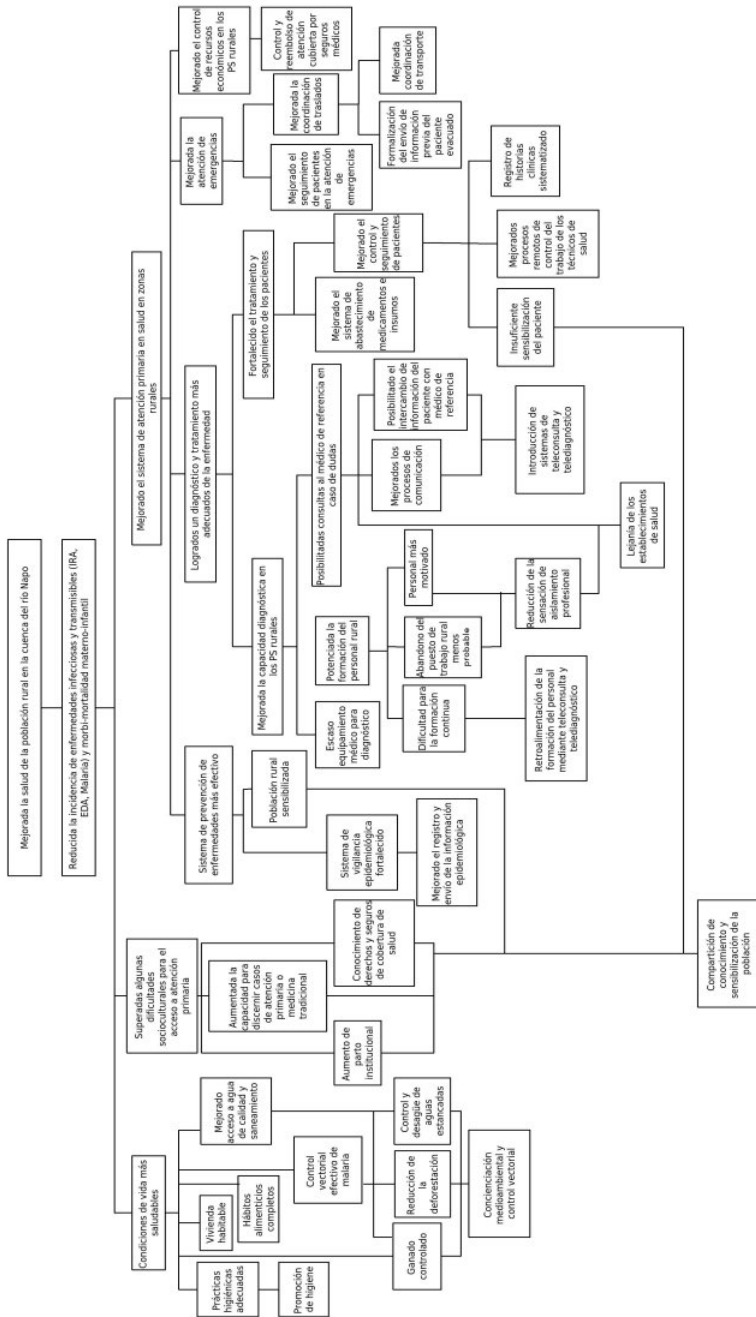 Mejorada la salud de la población rural en la cuenca del río Napo
Reducida la incidencia de enfermedades infecciosas y transmisibles (IRA,
EDA, Malaria) y morbi-mortalidad materno-infantil
Condiciones de vida más
saludables
Superadas algunas
dificultades
socioculturales para el
acceso a atención
primaria
Mejorado el sistema de atención primaria en salud en zonas
rurales
Sistema de prevención de
enfermedades más efectivo
Logrados un diagnóstico y tratamiento más
adecuados de la enfermedad
Mejorada la
atención de
emergencias
Mejorado el control
de recursos
económicos en los
PS rurales
Prácticas
higiénicas
adecuadas
Vivienda
habitable
Hábitos
alimenticios
completos
Mejorado
acceso a agua
de calidad y
saneamiento
Aumentada la
capacidad para
discernir casos
de atención
primaria o
medicina
tradicional
Población rural
sensibilizada
Mejorada la capacidad diagnóstica en
los PS rurales
Fortalecido el tratamiento y
seguimiento de los pacientes
Mejorado el
seguimiento
de pacientes
en la atención
de
emergencias
Mejorada la
coordinación
de traslados
Control y
reembolso de
atención
cubierta por
seguros
médicos
Promoción
de higiene
Control
vectorial
efectivo de
malaria
Aumento de
parto
institucional
Conocimiento de
derechos y seguros
de cobertura de
salud
Sistema de
vigilancia
epidemiológica
fortalecido
Escaso
equipamiento
médico para
diagnóstico
Potenciada la
formación del
personal rural
Posibilitadas consultas al médico de referencia en
caso de dudas
Mejorado el
sistema de
abastecimiento
de
medicamentos e
insumos
Mejorado el
control y
seguimiento
de pacientes
Formalización
del envío de
información
previa del
paciente
evacuado
Mejorada
coordinación
de transporte
Ganado
controlado
Reducción de
la
deforestación
Control y
desagüe de
aguas
estancadas
Mejorado el registro y
envío de la información
epidemiológica
Dificultad para
la formación
continua
Abandono del
puesto de
trabajo rural
menos
probable
Personal más
motivado
Mejorados los
procesos de
comunicación
Posibilitado el
intercambio de
información del
paciente con
médico de
referencia
Insuficiente
sensibilización
del paciente
Mejorados procesos
remotos de
control del
trabajo de los
técnicos de
salud
Registro de
historias
clínicas
sistematizado
Concienciación
medioambiental y
control vectorial
Retroalimentación de la
formación del personal
mediante teleconsulta y
telediagnóstico
Reducción de la
sensación de
aislamiento
profesional
Introducción de
sistemas de
teleconsulta y
telediagnóstico
Lejanía de los
establecimientos
de salud
Compartición de
conocimiento y
sensibilización de la
población